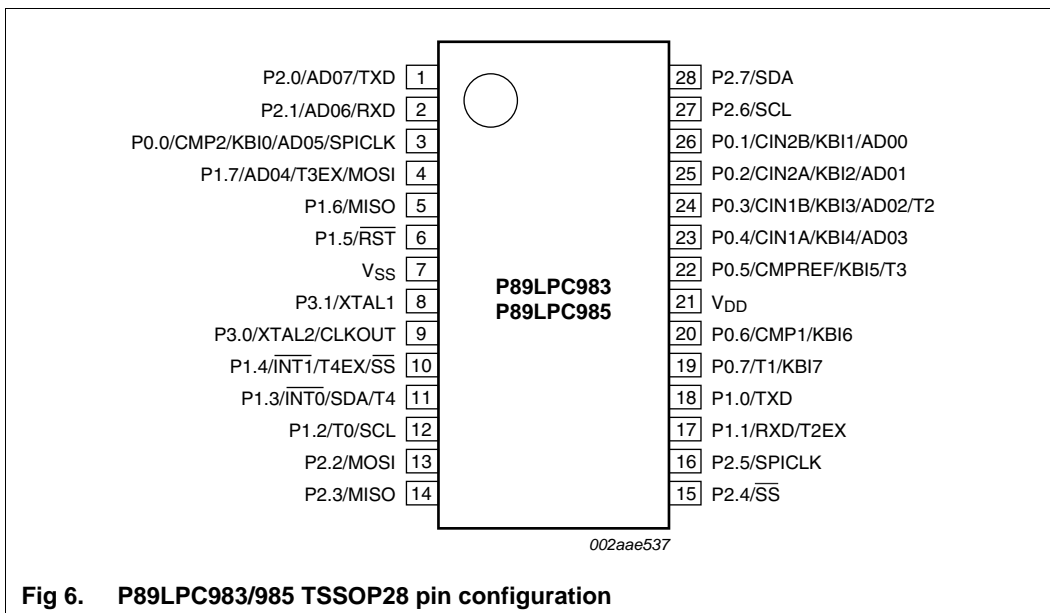 P2.0/AD07/TXD 1
P2.1/AD06/RXD 2
P0.0/CMP2/KBI0/AD05/SPICLK 3
P1.7/AD04/T3EX/MOSI 4
P1.6/MISO 5
P1.5/R̅S̅T̅ 6
VSS 7
P3.1/XTAL1 8
P3.0/XTAL2/CLKOUT 9
P1.4/I̅N̅T̅1̅/T4EX/S̅S̅ 10
P1.3/I̅N̅T̅0̅/SDA/T4 11
P1.2/T0/SCL 12
P2.2/MOSI 13
P2.3/MISO 14
P89LPC983
P89LPC985
28 P2.7/SDA
27 P2.6/SCL
26 P0.1/CIN2B/KBI1/AD00
25 P0.2/CIN2A/KBI2/AD01
24 P0.3/CIN1B/KBI3/AD02/T2
23 P0.4/CIN1A/KBI4/AD03
22 P0.5/CMPREF/KBI5/T3
21 VDD
20 P0.6/CMP1/KBI6
19 P0.7/T1/KBI7
18 P1.0/TXD
17 P1.1/RXD/T2EX
16 P2.5/SPICLK
15 P2.4/S̅S̅
002aae537
Fig 6. P89LPC983/985 TSSOP28 pin configuration